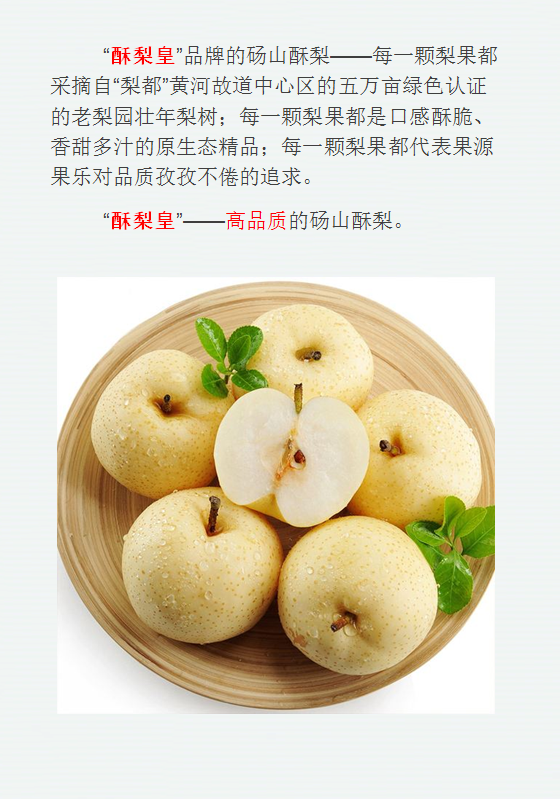 “酥梨皇”品牌的砀山酥梨——每一颗梨果都
采摘自“梨都”黄河故道中心区的五万亩绿色认证
的老梨园壮年梨树；每一颗梨果都是口感酥脆、
香甜多汁的原生态精品；每一颗梨果都代表果源
果乐对品质孜孜不倦的追求。
“酥梨皇”——高品质的砀山酥梨。